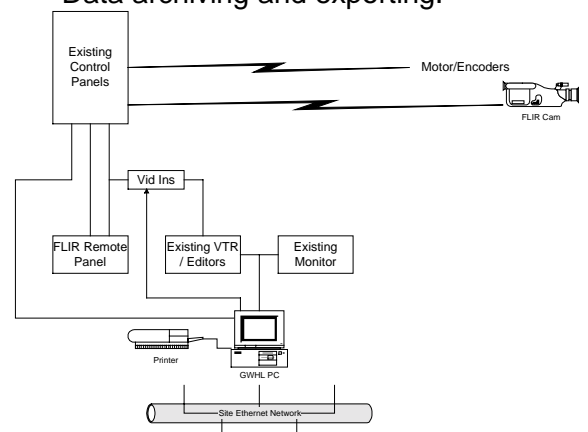 Data archiving and exporting.
Existing
Control
Panels
Motor/Encoders
FLIR Cam
Vid Ins
FLIR Remote
Panel
Existing VTR
/ Editors
Existing
Monitor
Printer
GWHL PC
Site Ethernet Network